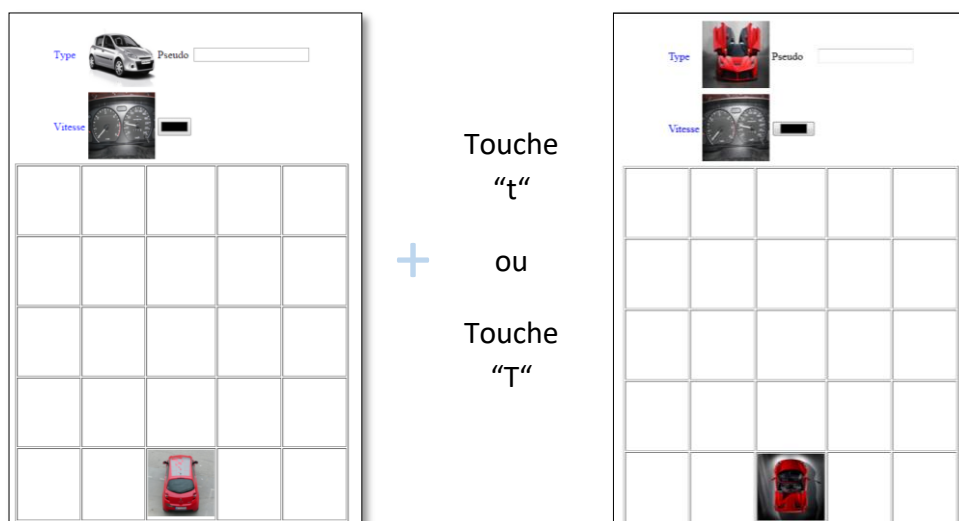 Type Pseudo
Vitesse
Touche
“t“
ou
Touche
“T“
Type Pseudo
Vitesse